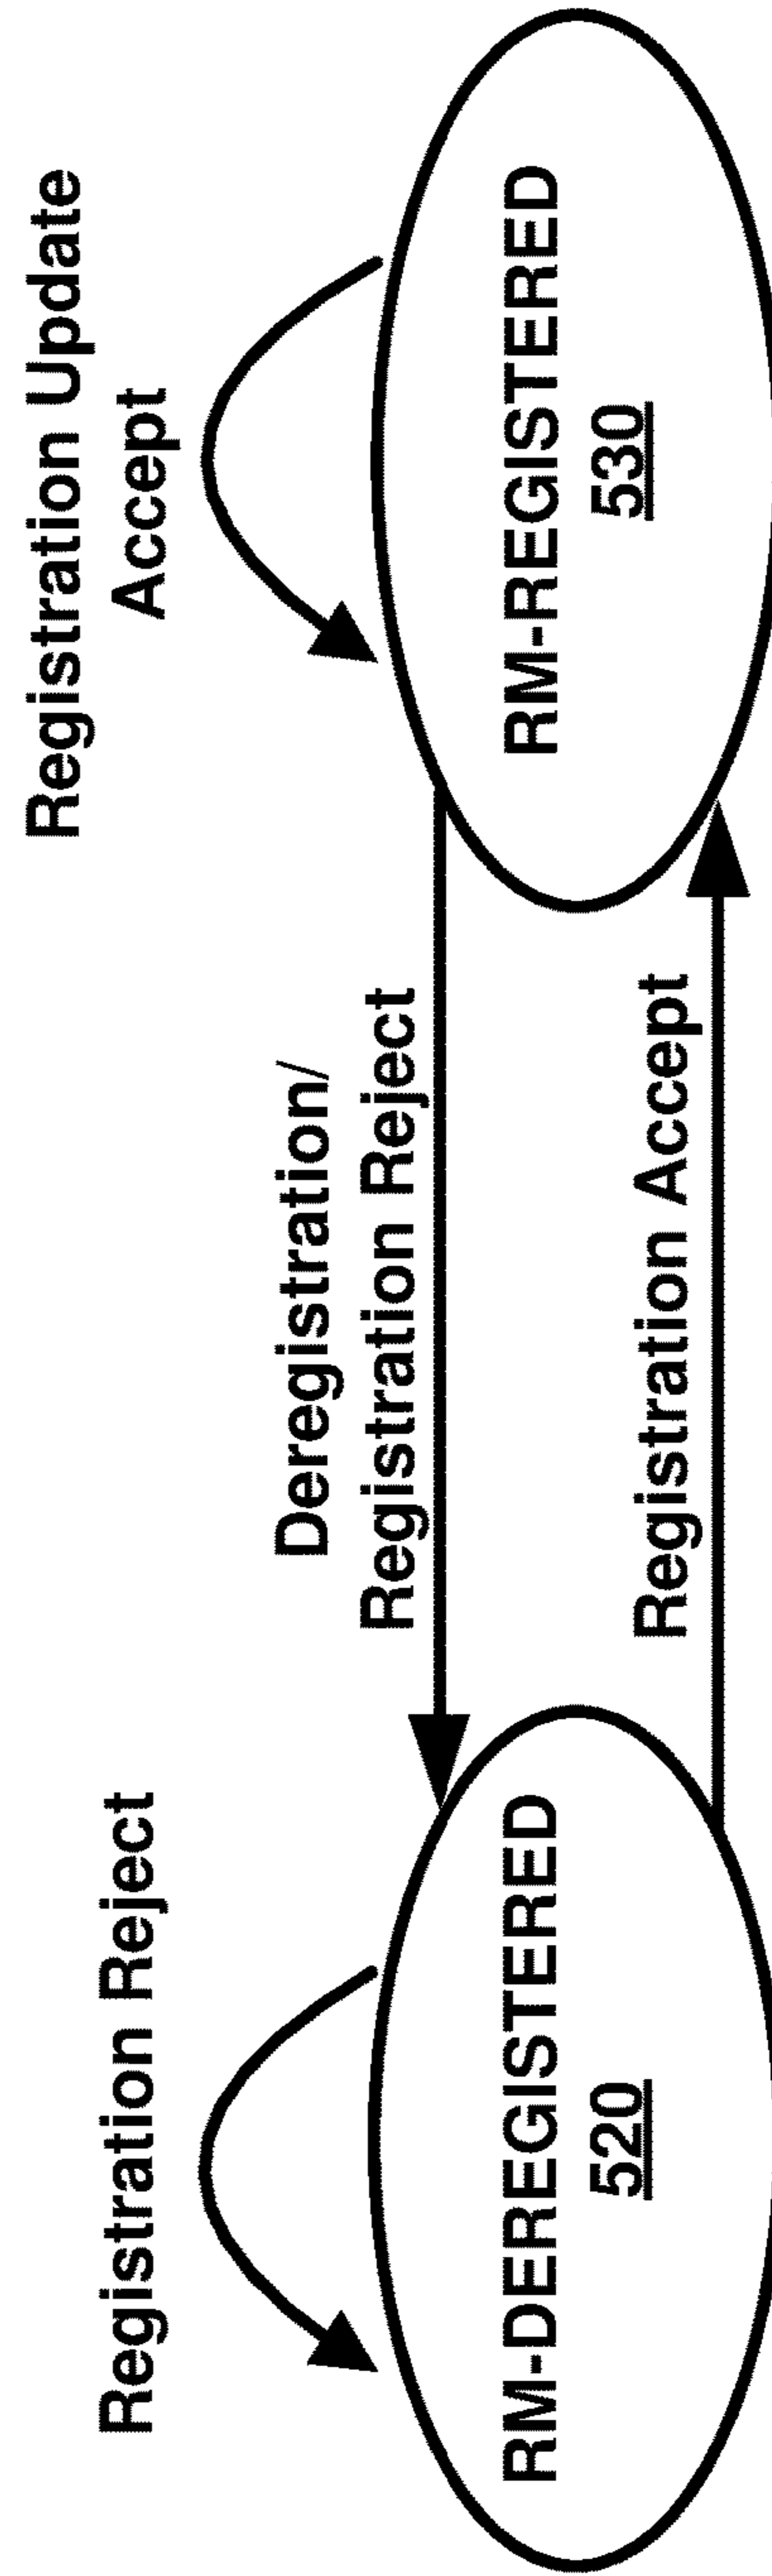 Registration Reject
Registration Update
Accept
Deregistration/
Registration Reject
RM-DEREGISTERED
520
RM-REGISTERED
530
Registration Accept